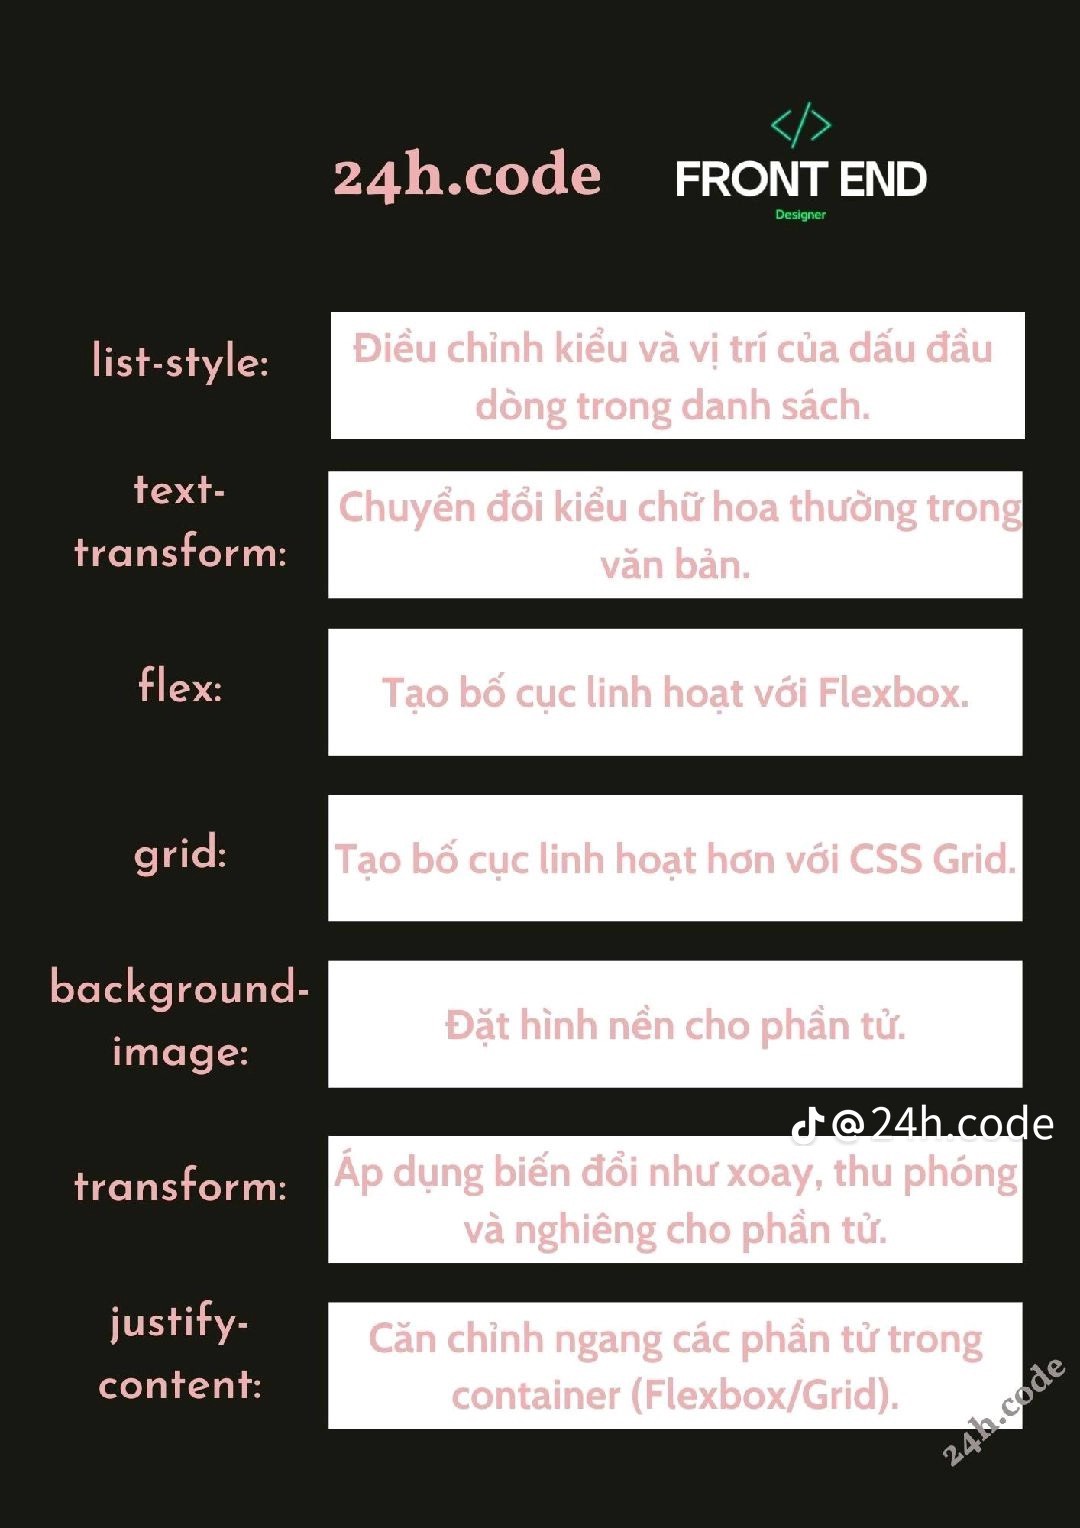 24h.code
</>
FRONT END
Designer
list-style:
Điều chỉnh kiểu và vị trí của dấu đầu
dòng trong danh sách.
text-
transform:
Chuyển đổi kiểu chữ hoa thường trong
văn bản.
flex:
Tạo bố cục linh hoạt với Flexbox.
grid:
Tạo bố cục linh hoạt hơn với CSS Grid.
background-
image:
Đặt hình nền cho phần tử.
@24h.code
transform:
Áp dụng biến đổi như xoay, thu phóng
và nghiêng cho phần tử.
justify-
content:
Căn chỉnh ngang các phần tử trong
container (Flexbox/Grid).
24h.code